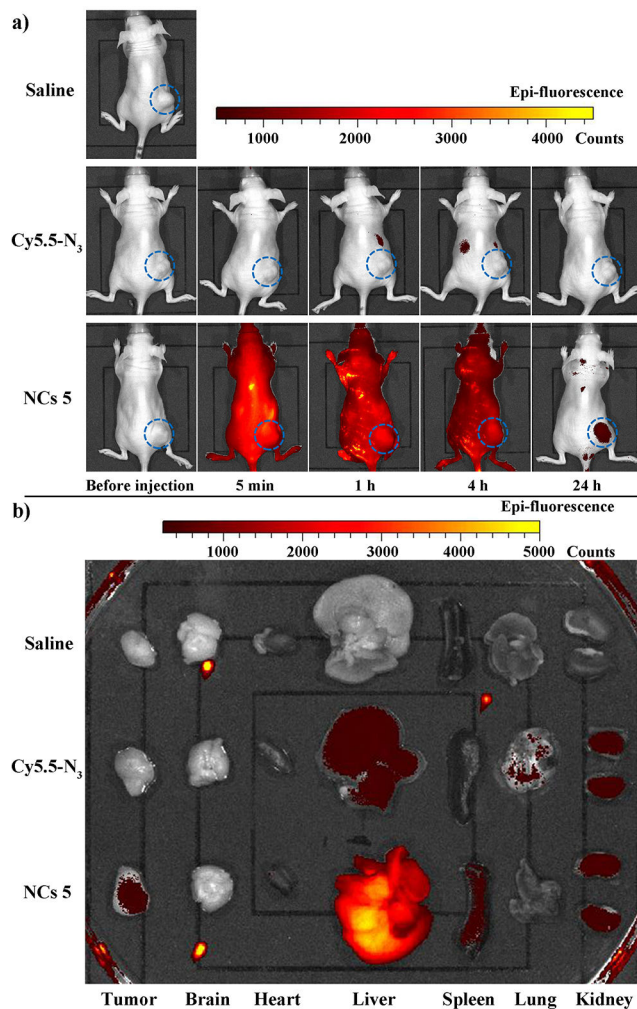 a)
Saline
Epi-fluorescence
1000 2000 3000 4000 Counts
Cy5.5-N3
NCs 5
Before injection 5 min 1 h 4 h 24 h
b)
Epi-fluorescence
1000 2000 3000 4000 5000 Counts
Saline
Cy5.5-N3
NCs 5
Tumor Brain Heart Liver Spleen Lung Kidney